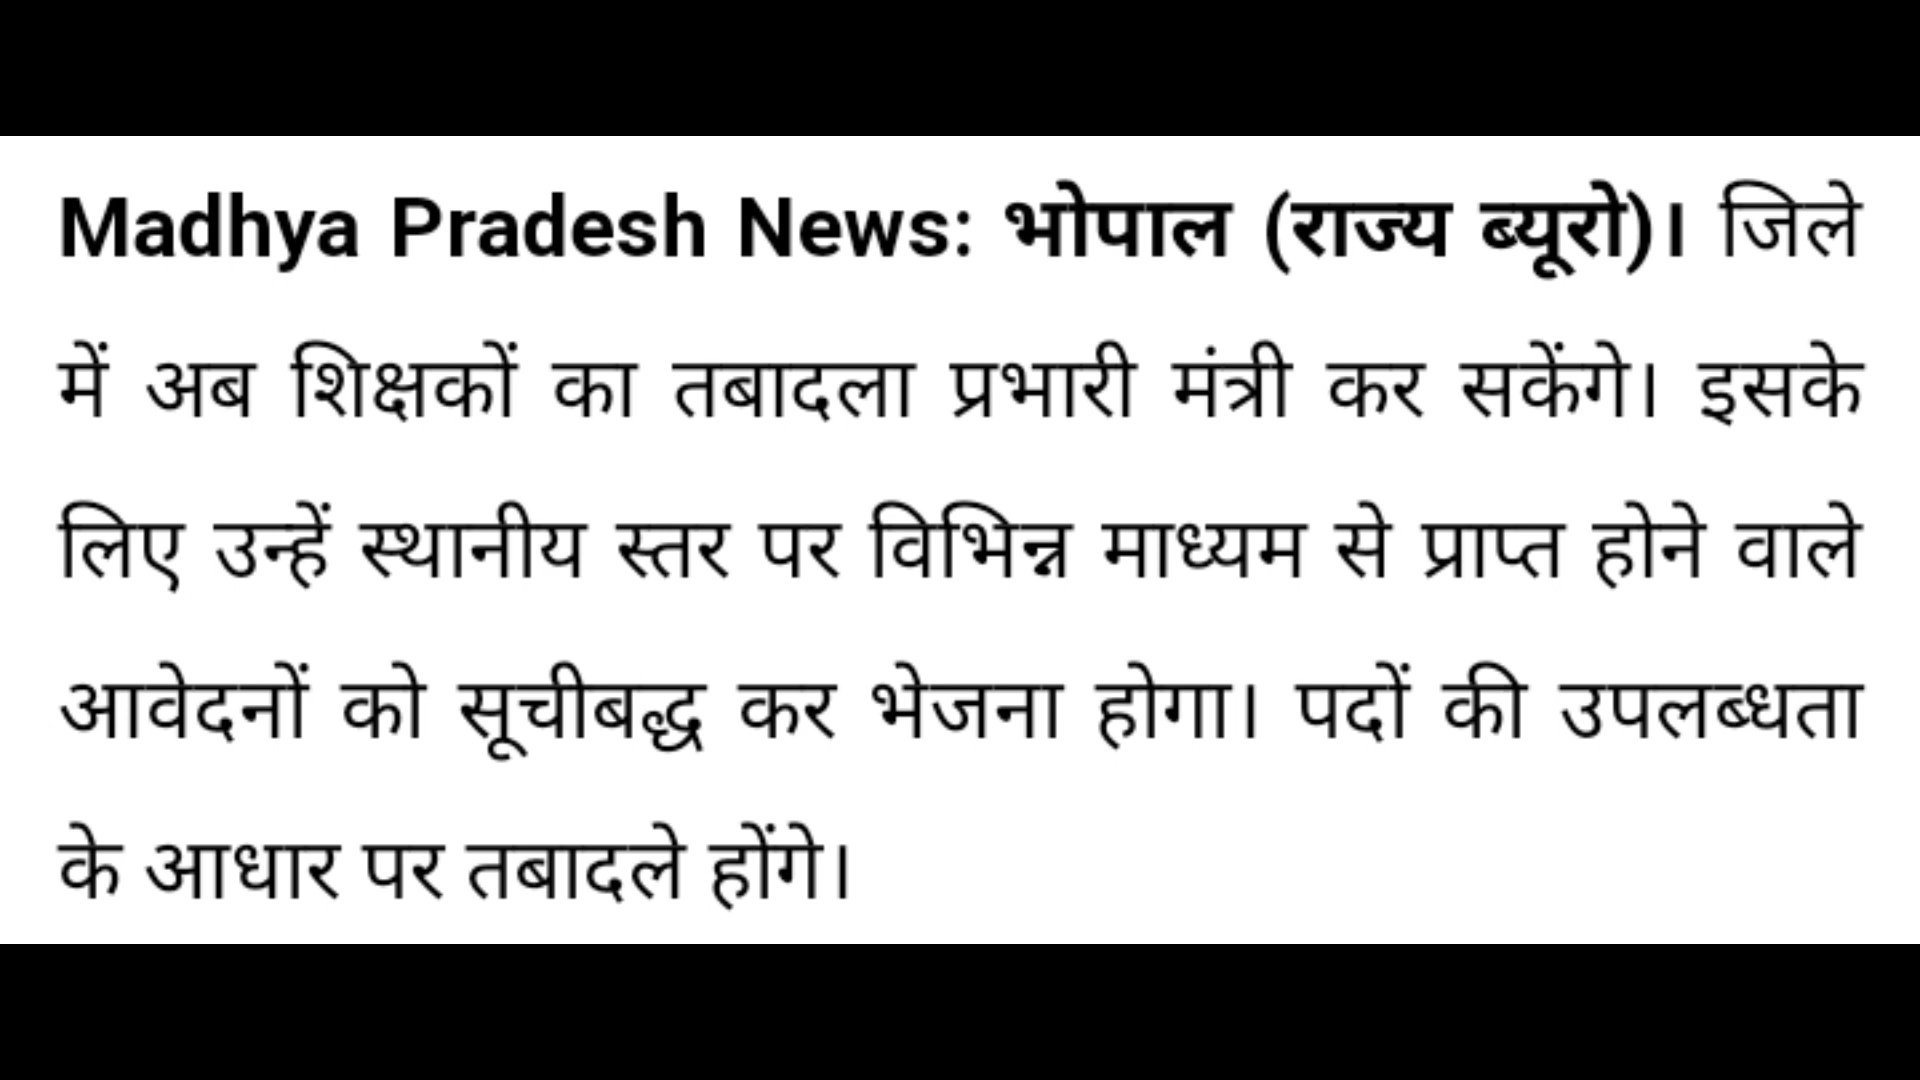 Madhya Pradesh News: भोपाल (राज्य ब्यूरो)। जिले
में अब शिक्षकों का तबादला प्रभारी मंत्री कर सकेंगे। इसके
लिए उन्हें स्थानीय स्तर पर विभिन्न माध्यम से प्राप्त होने वाले
आवेदनों को सूचीबद्ध कर भेजना होगा। पदों की उपलब्धता
के आधार पर तबादले होंगे।